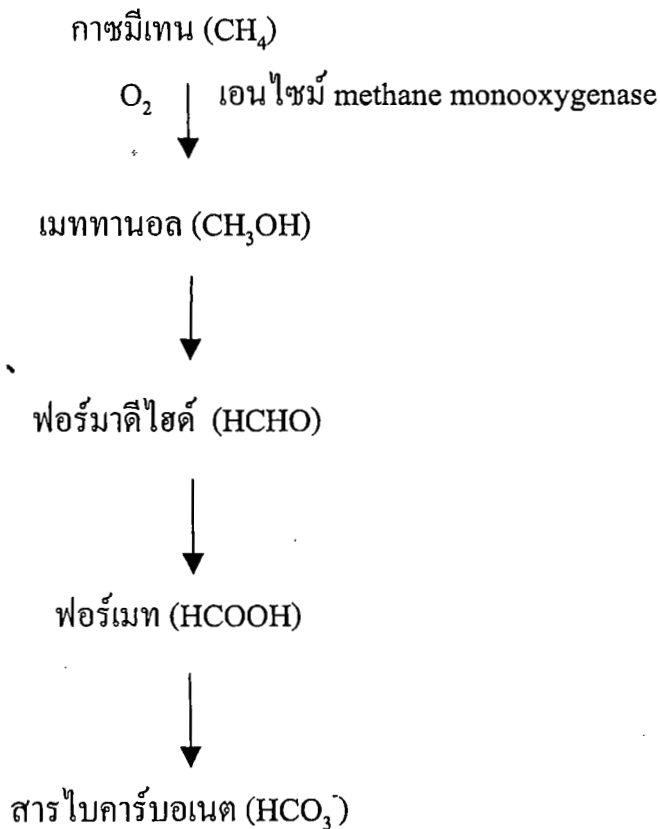 กาซมีเทน (CH₄)
O₂ เอนไซม์ methane monooxygenase
เมททานอล (CH₃OH)
ฟอร์มาดีไฮด์ (HCHO)
ฟอร์เมท (HCOOH)
สารไบคาร์บอเนต (HCO₃⁻)